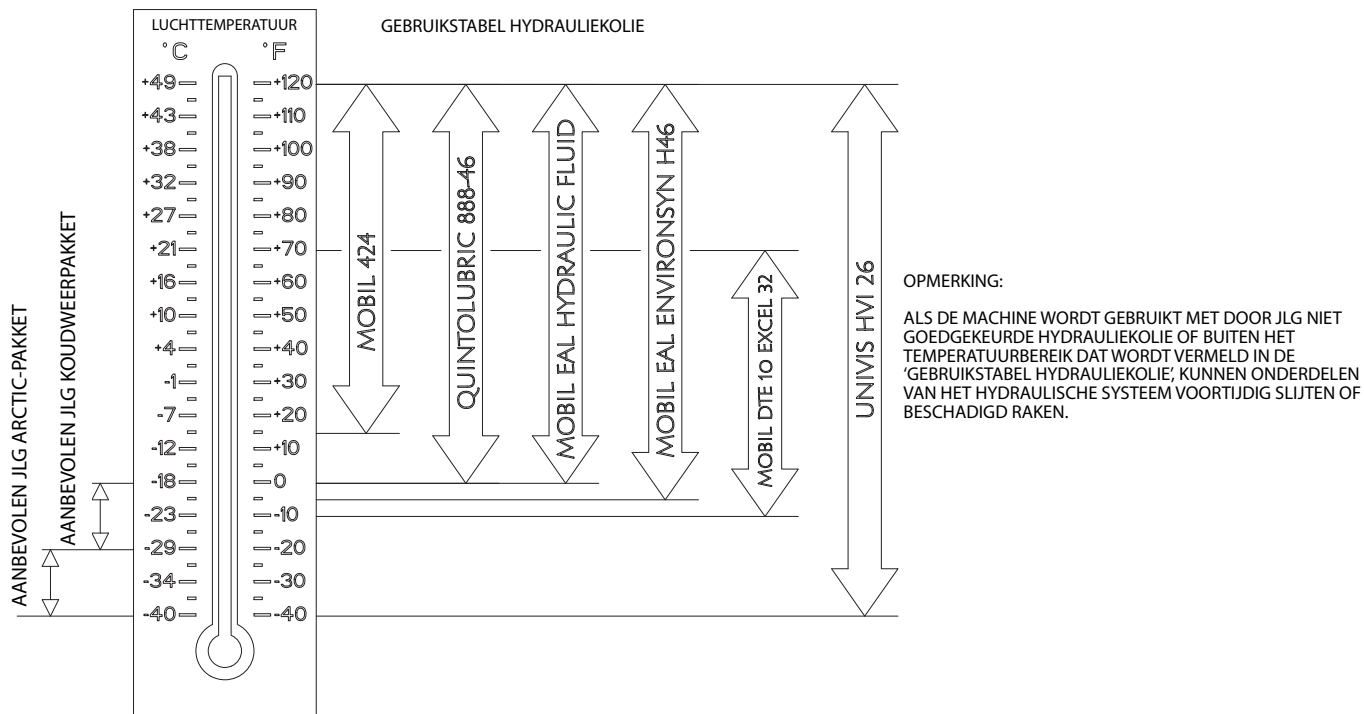 LUCHTTEMPERATUUR
GEBRUIKSTABEL HYDRAULIEKOLIE
°C °F
+49 +120
+43 +110
+38 +100
+32 +90
+27 +80
+21 +70
+16 +60
+10 +50
+4 +40
-1 +30
-7 +20
-12 +10
-18 0
-23 -10
-29 -20
-34 -30
-40 -40
AANBEVOLEN JLG ARCTIC-PAKKET
AANBEVOLEN JLG KOUDWEERPAKKET
MOBIL 424
QUINTOLUBRIC 888-46
MOBIL EAL HYDRAULIC FLUID
MOBIL EAL ENVIRONSYN H46
MOBIL DTE 10 EXCEL 32
UNIVIS HVI 26
OPMERKING:
ALS DE MACHINE WORDT GEBRUIKT MET DOOR JLG NIET
GOEDGEKEURDE HYDRAULIEKOLIE OF BUITEN HET
TEMPERATUURBEREIK DAT WORDT VERMELD IN DE
‘GEBRUIKSTABEL HYDRAULIEKOLIE’, KUNNEN ONDERDELEN
VAN HET HYDRAULISCHE SYSTEEM VOORTIJDIG SLIJTEN OF
BESCHADIGD RAKEN.